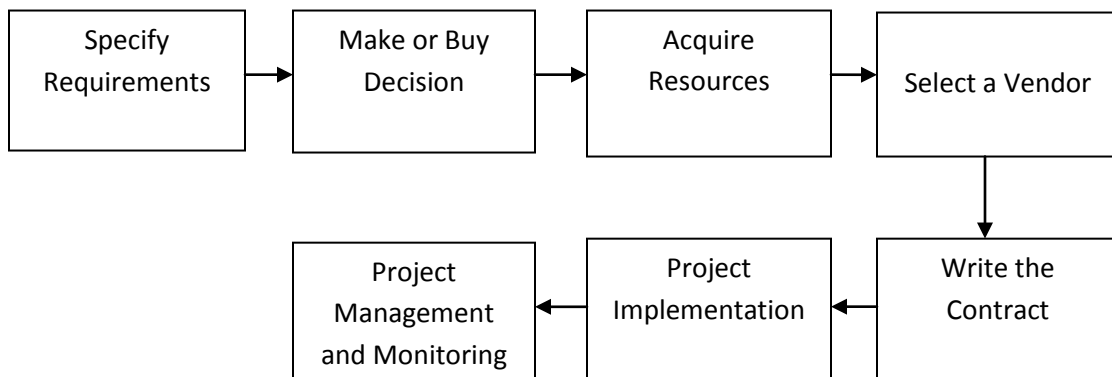 Specify
Requirements
Make or Buy
Decision
Acquire
Resources
Select a Vendor
Write the
Contract
Project
Implementation
Project
Management
and Monitoring